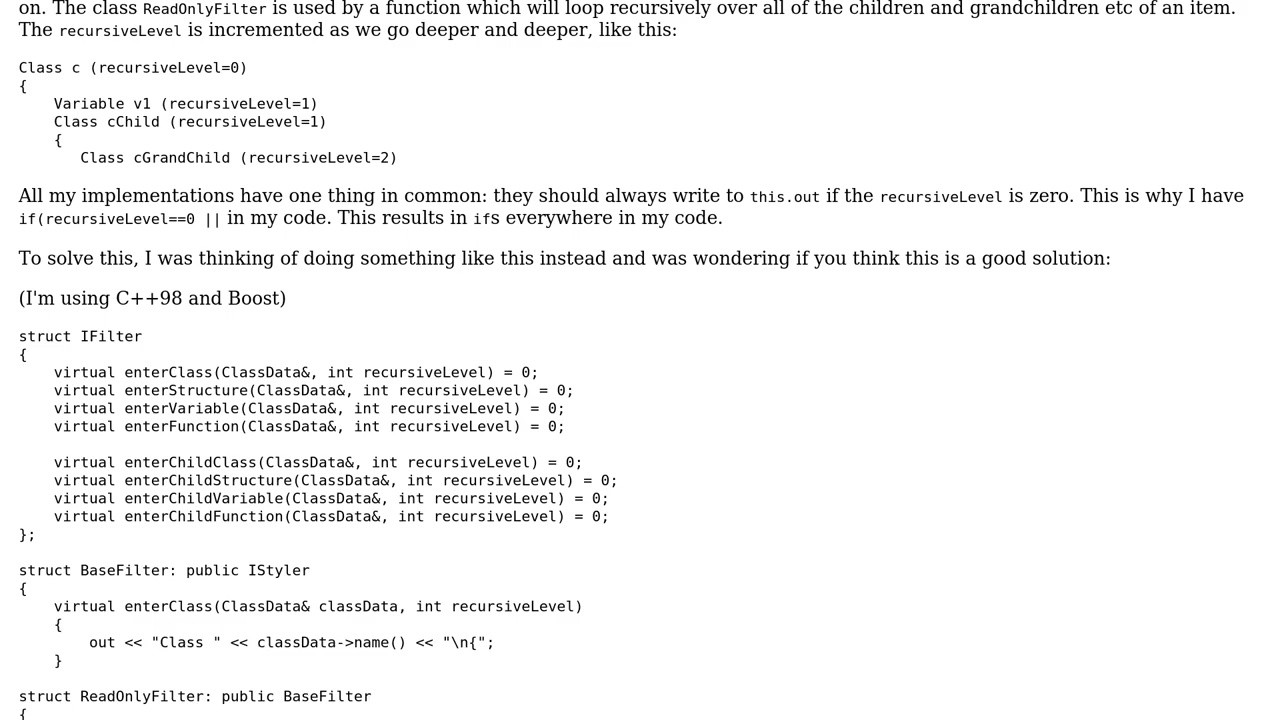 on. The class ReadOnlyFilter is used by a function which will loop recursively over all of the children and grandchildren etc of an item.
The recursiveLevel is incremented as we go deeper and deeper, like this:
Class c (recursiveLevel=0)
{
    Variable v1 (recursiveLevel=1)
    Class cChild (recursiveLevel=1)
    {
       Class cGrandChild (recursiveLevel=2)
All my implementations have one thing in common: they should always write to this.out if the recursiveLevel is zero. This is why I have
if(recursiveLevel==0 || in my code. This results in ifs everywhere in my code.
To solve this, I was thinking of doing something like this instead and was wondering if you think this is a good solution:
(I'm using C++98 and Boost)
struct IFilter
{
    virtual enterClass(ClassData&, int recursiveLevel) = 0;
    virtual enterStructure(ClassData&, int recursiveLevel) = 0;
    virtual enterVariable(ClassData&, int recursiveLevel) = 0;
    virtual enterFunction(ClassData&, int recursiveLevel) = 0;
    virtual enterChildClass(ClassData&, int recursiveLevel) = 0;
    virtual enterChildStructure(ClassData&, int recursiveLevel) = 0;
    virtual enterChildVariable(ClassData&, int recursiveLevel) = 0;
    virtual enterChildFunction(ClassData&, int recursiveLevel) = 0;
};
struct BaseFilter: public IStyler
{
    virtual enterClass(ClassData& classData, int recursiveLevel)
    {
        out << "Class " << classData->name() << "\n{";
    }
struct ReadOnlyFilter: public BaseFilter
{